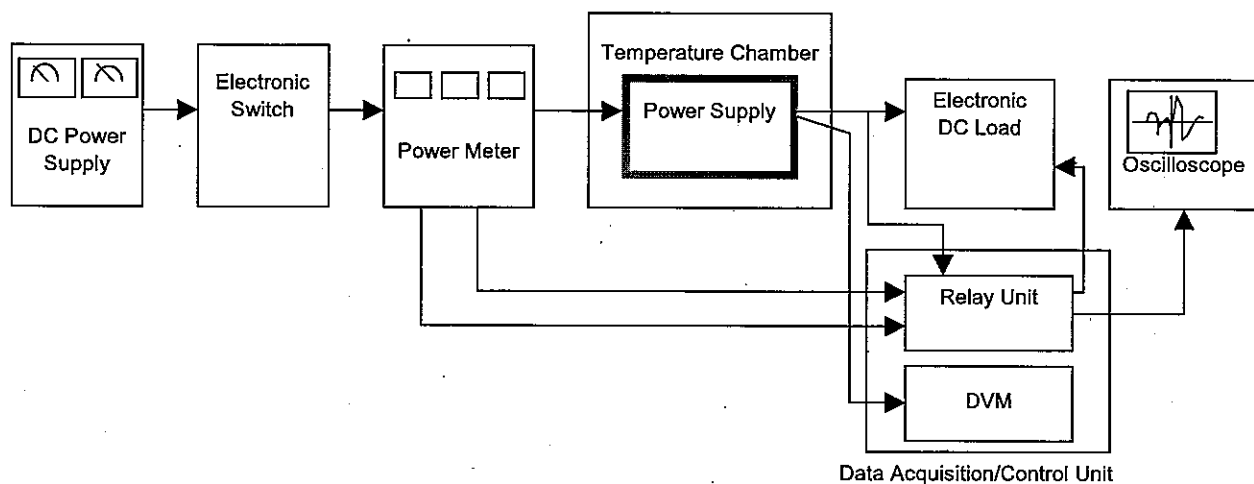 DC Power
Supply
Electronic
Switch
Power Meter
Temperature Chamber
Power Supply
Electronic
DC Load
Oscilloscope
Relay Unit
DVM
Data Acquisition/Control Unit